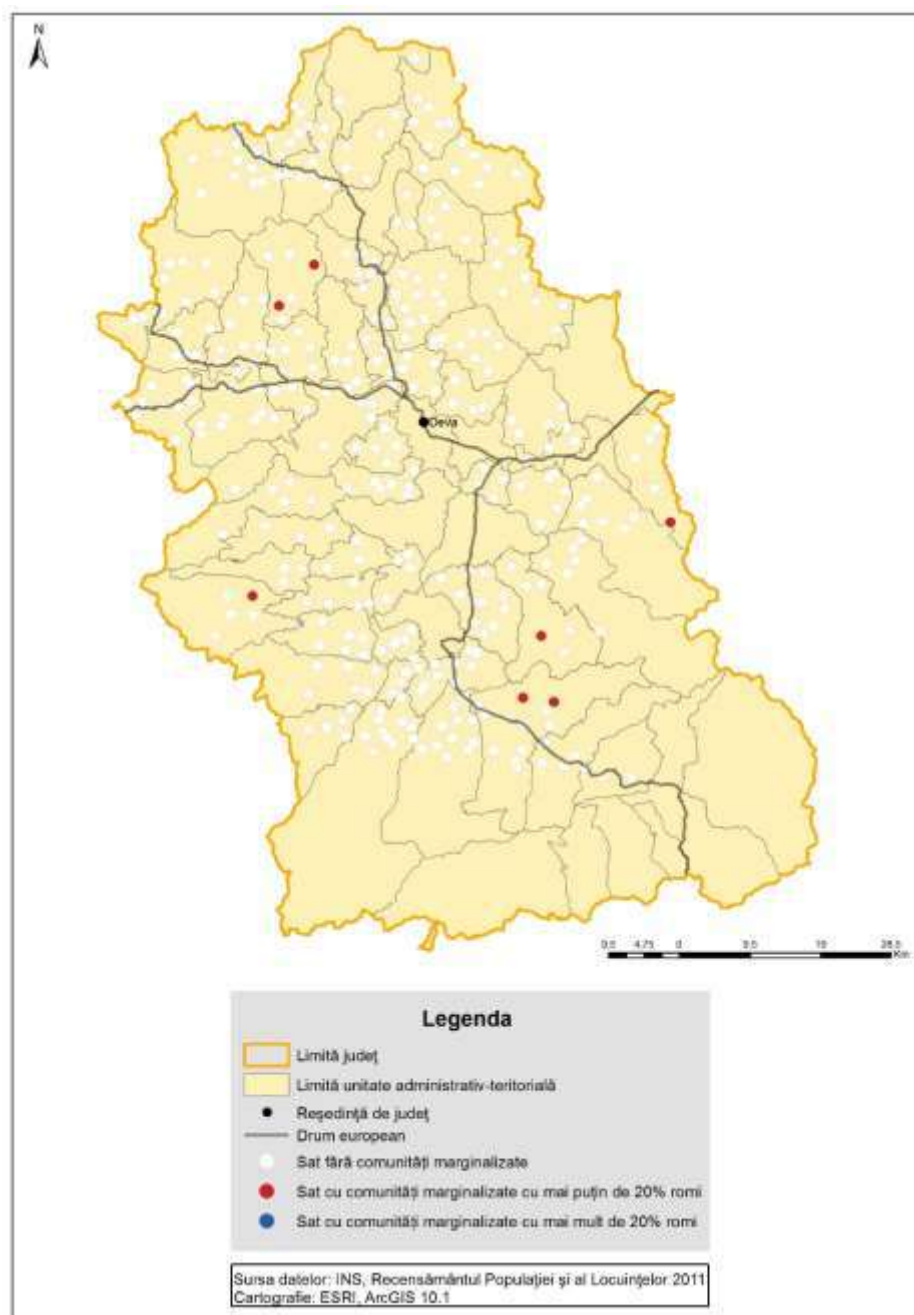 N
Deva
9,5 4,75 0 9,5 19 28,5
Km
Legenda
Limită județ
Limită unitate administrativ-teritorială
Reședință de județ
Drum european
Sat fără comunități marginalizate
Sat cu comunități marginalizate cu mai puțin de 20% romi
Sat cu comunități marginalizate cu mai mult de 20% romi
Sursa datelor: INS, Recensământul Populației și al Locuințelor 2011
Cartografie: ESRI, ArcGIS 10.1